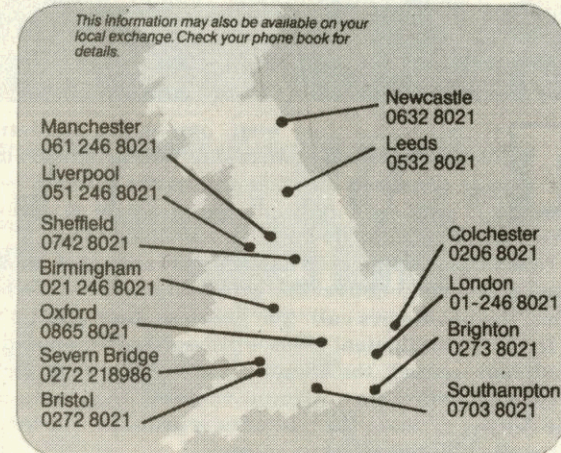 This information may also be available on your
local exchange. Check your phone book for
details.
Manchester
061 246 8021
Liverpool
051 246 8021
Sheffield
0742 8021
Birmingham
021 246 8021
Oxford
0865 8021
Severn Bridge
0272 218986
Bristol
0272 8021
Newcastle
0632 8021
Leeds
0532 8021
Colchester
0206 8021
London
01-246 8021
Brighton
0273 8021
Southampton
0703 8021